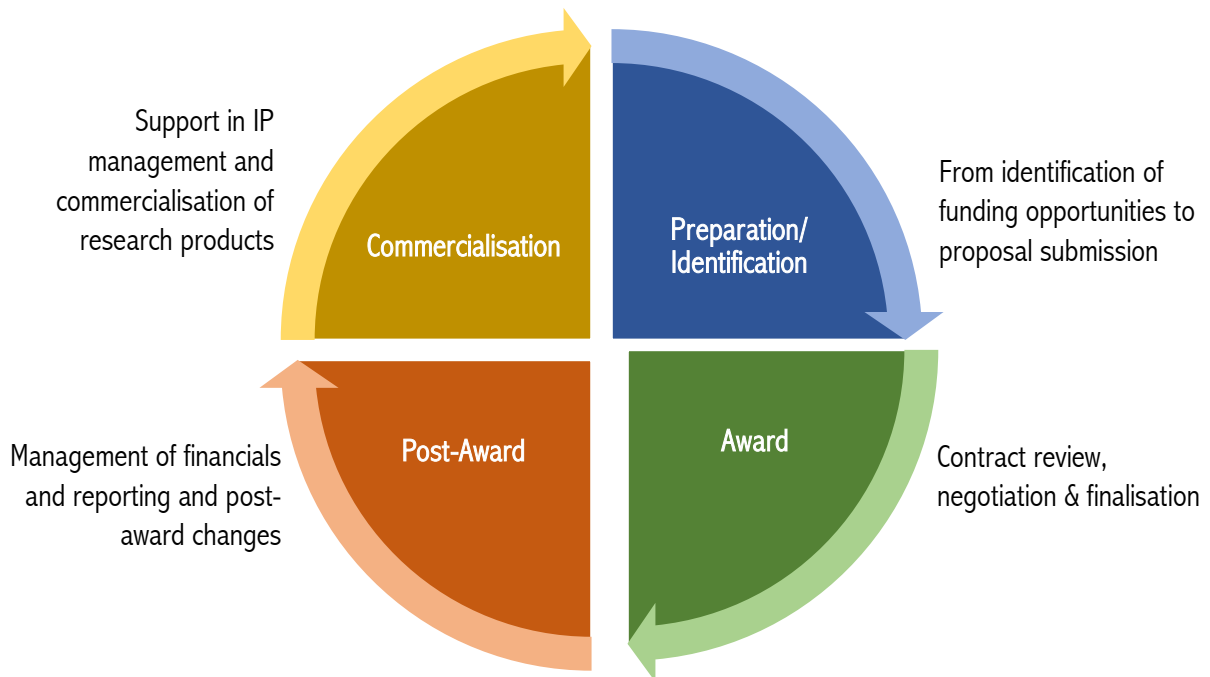 Support in IP
management and
commercialisation of
research products
Commercialisation
Preparation/
Identification
From identification of
funding opportunities to
proposal submission
Management of financials
and reporting and post-
award changes
Post-Award
Award
Contract review,
negotiation & finalisation